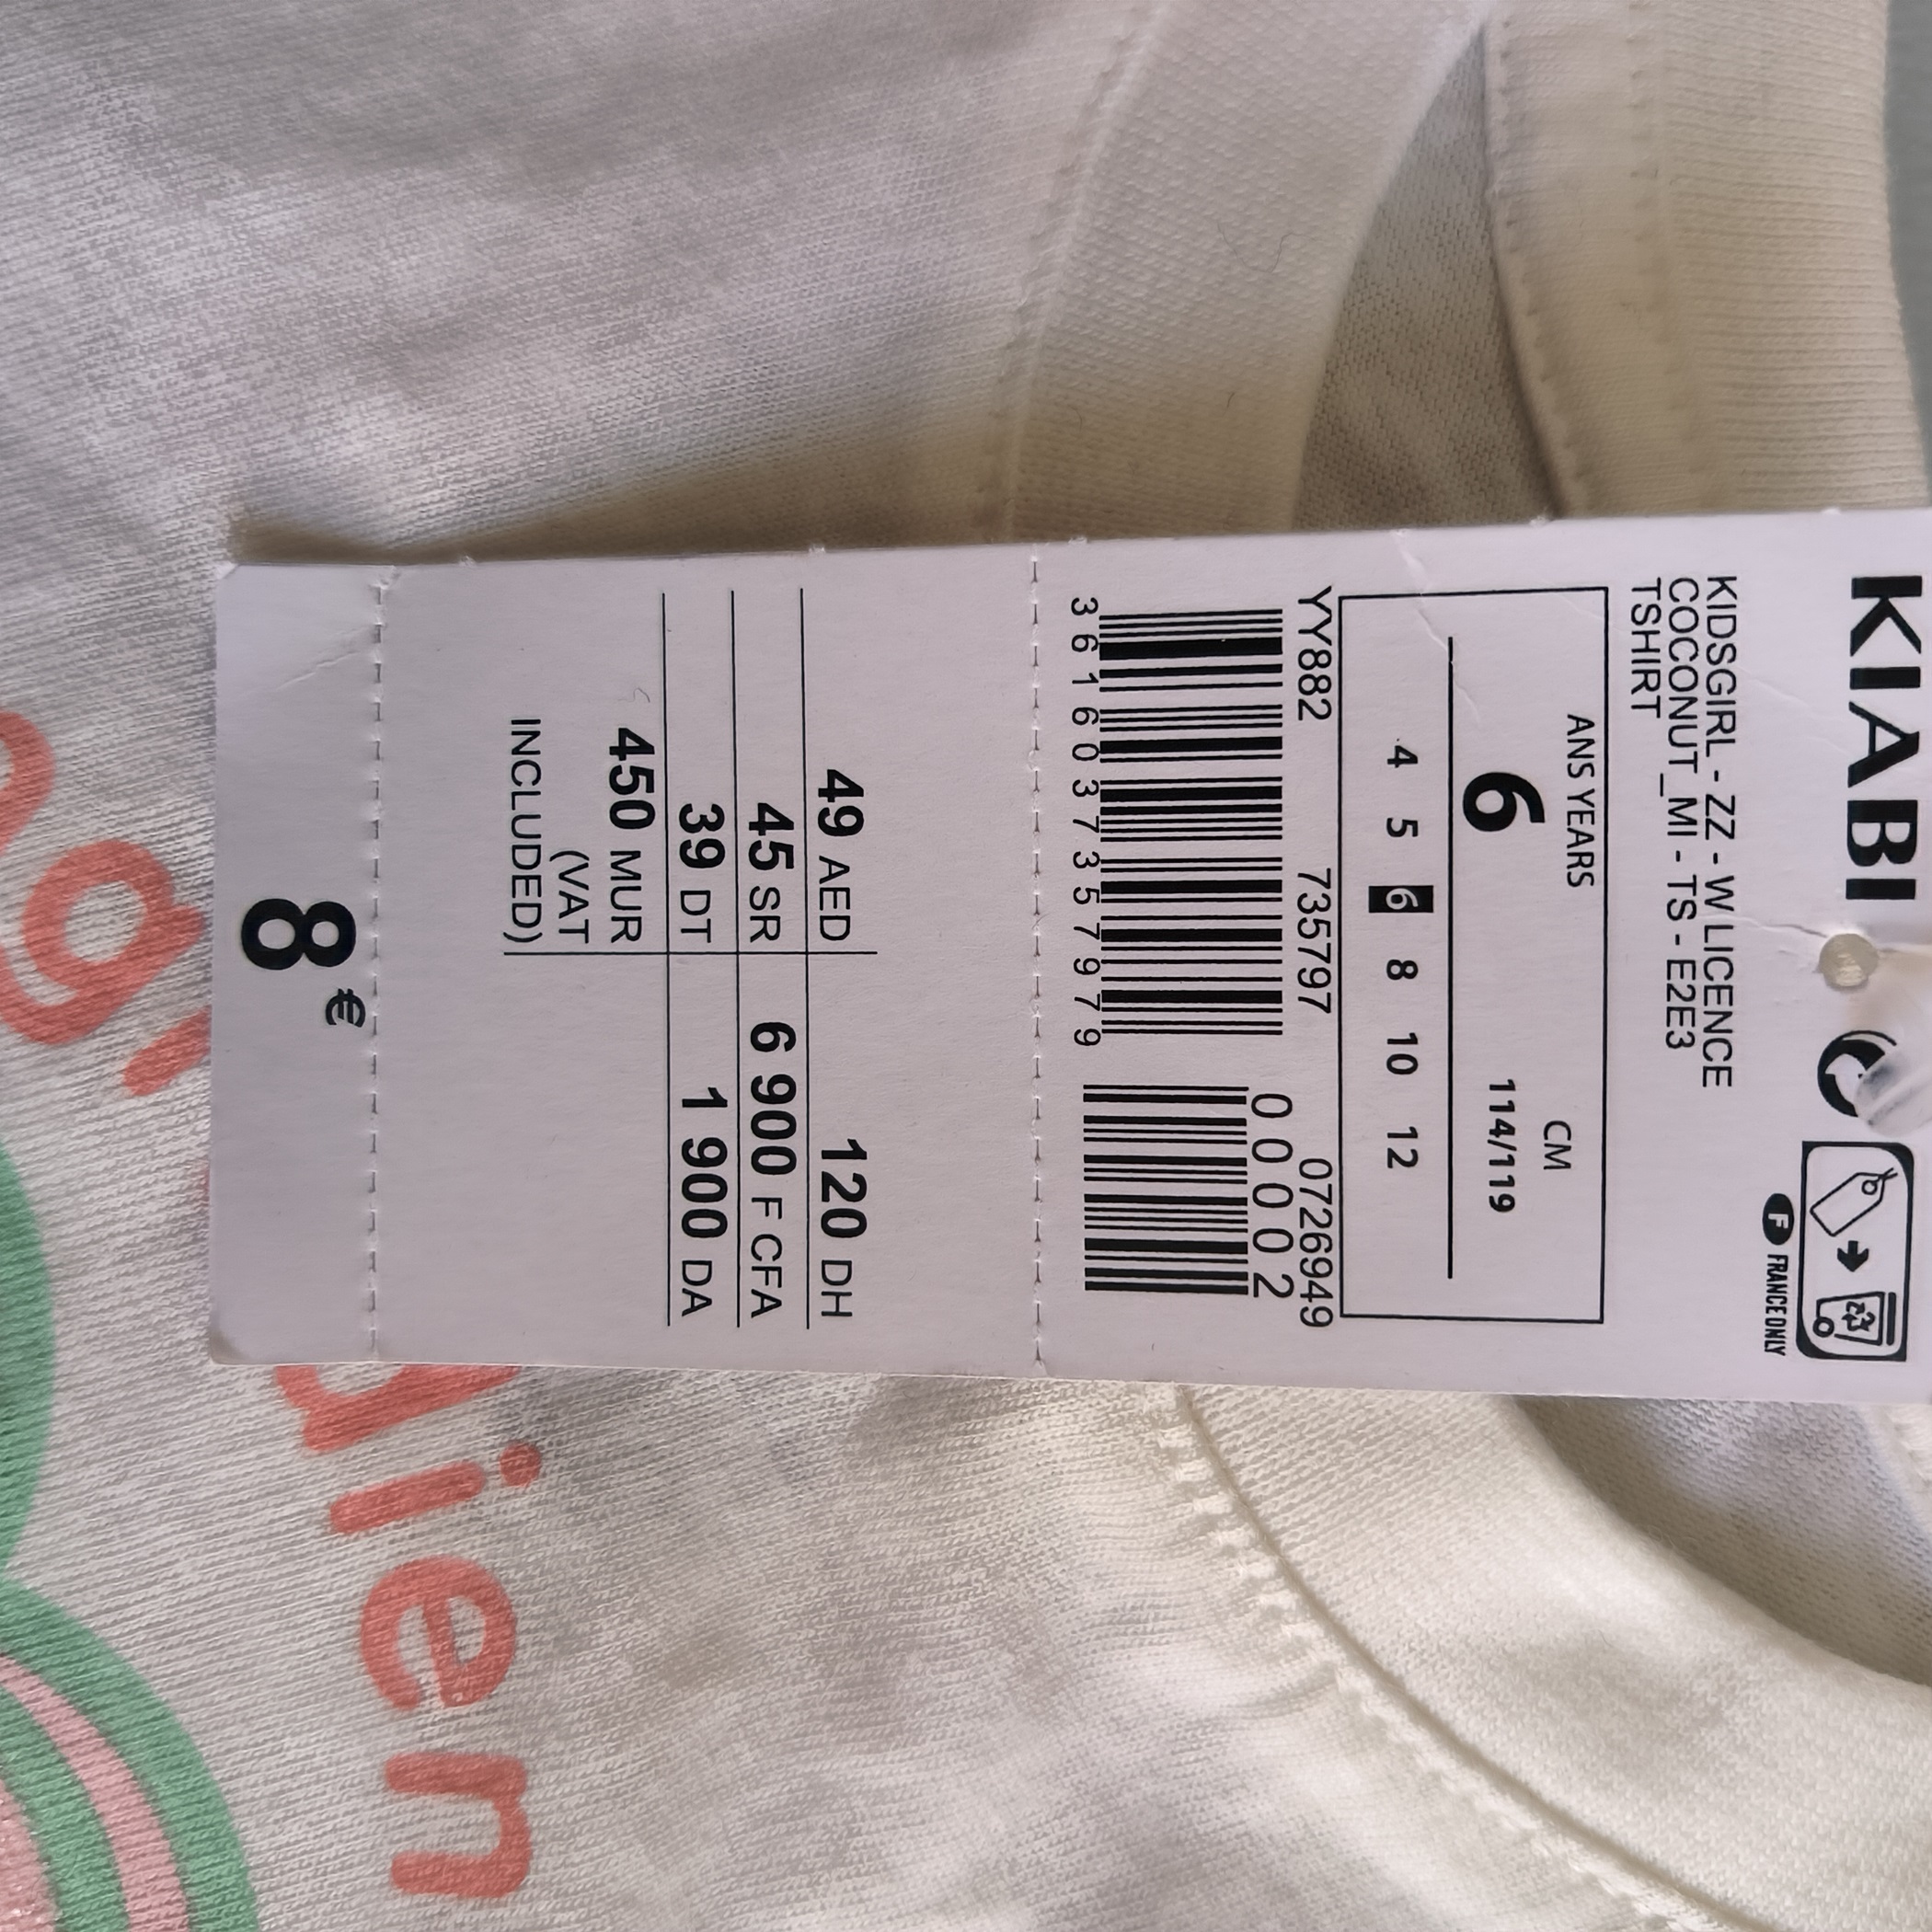 KIABI
F FRANCE ONLY
KIDSGIRL - ZZ - W LICENCE
COCONUT_MI - TS - E2E3
TSHIRT
ANS YEARS
CM
6
114/119
4 5 6 8 10 12
YY882 735797 0726949
00002
3616037357979
49 AED 120 DH
45 SR 6 900 F CFA
39 DT 1 900 DA
450 MUR
(VAT
INCLUDED)
8 €